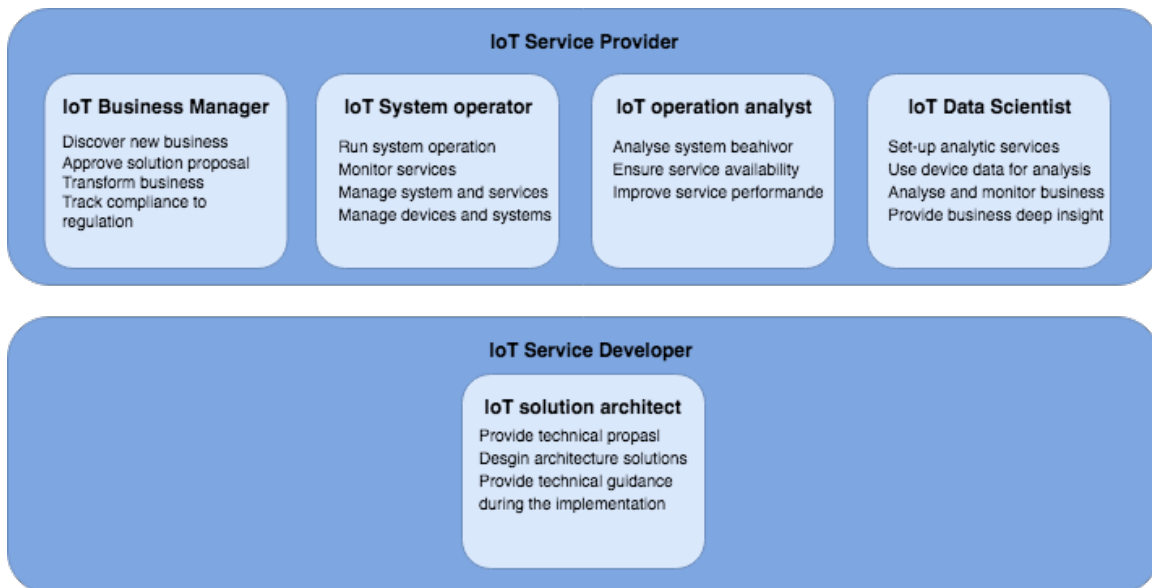 IoT Service Provider
IoT Business Manager
Discover new business
Approve solution proposal
Transform business
Track compliance to
regulation
IoT System operator
Run system operation
Monitor services
Manage system and services
Manage devices and systems
IoT operation analyst
Analyse system beahivor
Ensure service availability
Improve service performande
IoT Data Scientist
Set-up analytic services
Use device data for analysis
Analyse and monitor business
Provide business deep insight
IoT Service Developer
IoT solution architect
Provide technical propasl
Desgin architecture solutions
Provide technical guidance
during the implementation